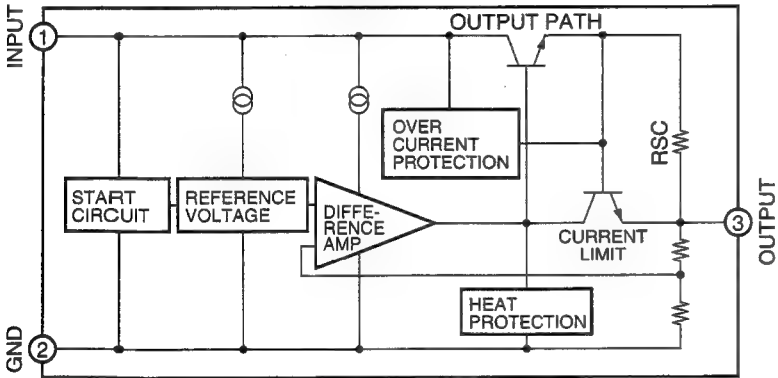 OUTPUT PATH
INPUT
1
OVER
CURRENT
PROTECTION
RSC
START
CIRCUIT
REFERENCE
VOLTAGE
DIFFE-
RENCE
AMP
CURRENT
LIMIT
3
OUTPUT
HEAT
PROTECTION
GND
2